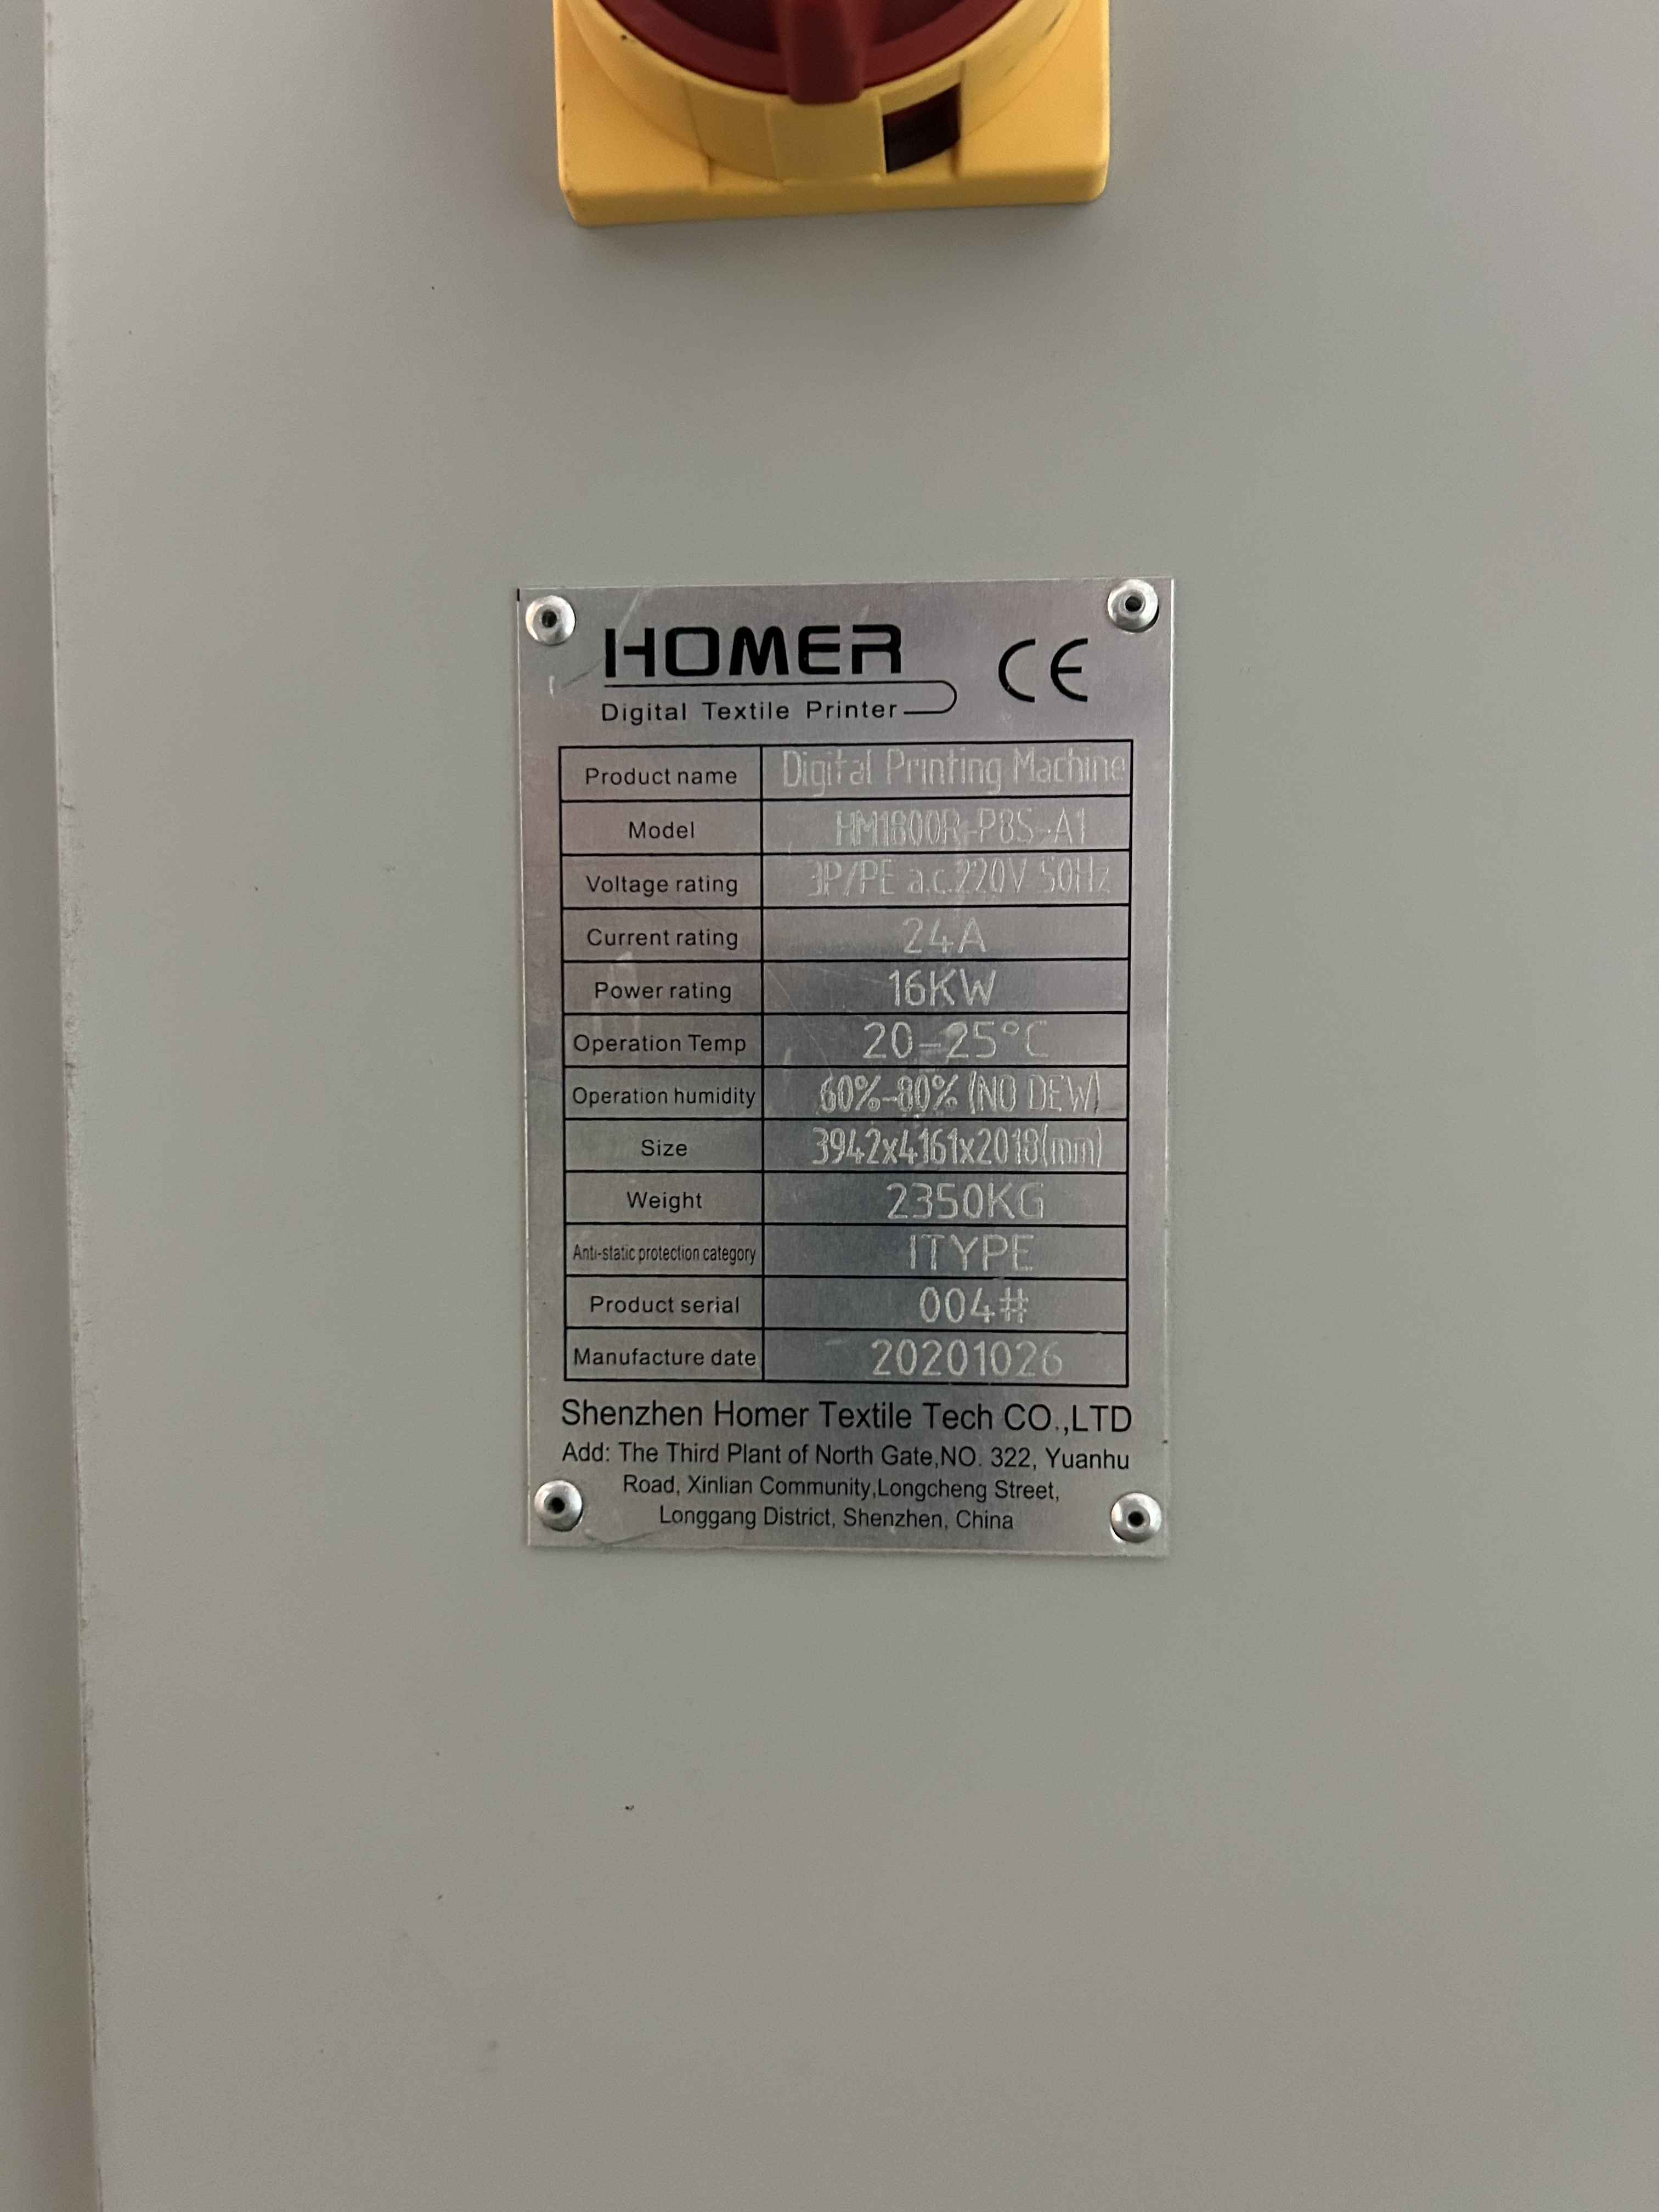 HOMER
CE
Digital Textile Printer
Product name Digital Printing Machine
Model HM1800R-P8S-A1
Voltage rating 3P/PE a.c.220V 50Hz
Current rating 24A
Power rating 16KW
Operation Temp 20-25°C
Operation humidity 60%-80% (NO DEW)
Size 3942x4161x2018(mm)
Weight 2350KG
Anti-static protection category ITYPE
Product serial 004#
Manufacture date 20201026
Shenzhen Homer Textile Tech CO.,LTD
Add: The Third Plant of North Gate,NO. 322, Yuanhu
Road, Xinlian Community,Longcheng Street,
Longgang District, Shenzhen, China